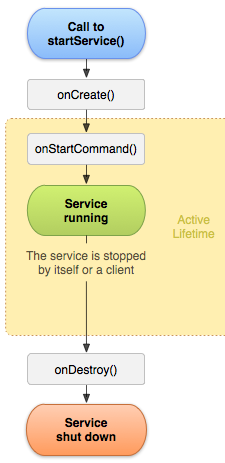 Call to
startService()
onCreate()
onStartCommand()
Service
running
Active
Lifetime
The service is stopped
by itself or a client
onDestroy()
Service
shut down